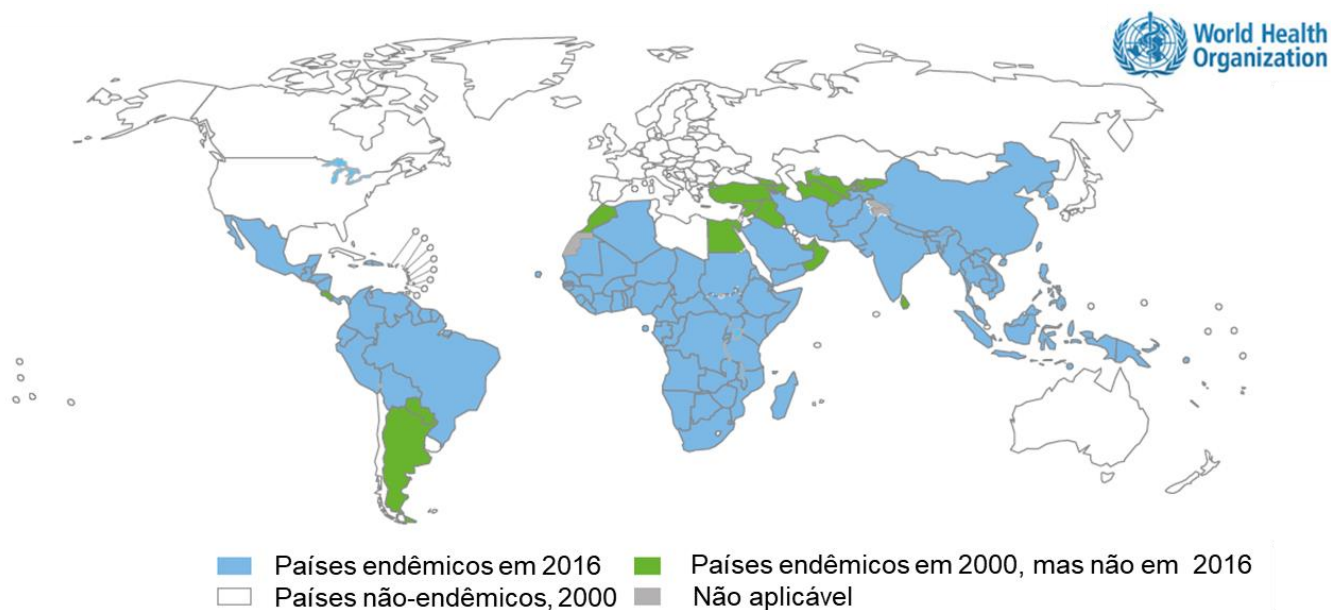 World Health
Organization
Países endêmicos em 2016
Países endêmicos em 2000, mas não em 2016
Países não-endêmicos, 2000
Não aplicável